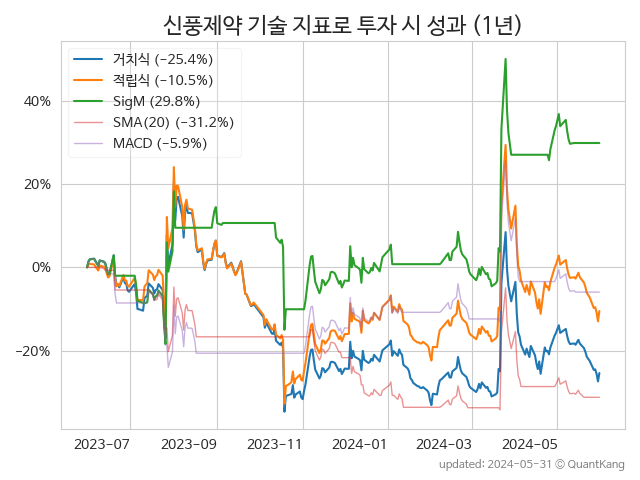 신풍제약 기술 지표로 투자 시 성과 (1년)
거치식 (−25.4%)
적립식 (−10.5%)
SigM (29.8%)
SMA(20) (−31.2%)
MACD (−5.9%)
40%
20%
0%
−20%
2023-07 2023-09 2023-11 2024-01 2024-03 2024-05
updated: 2024-05-31 © QuantKang